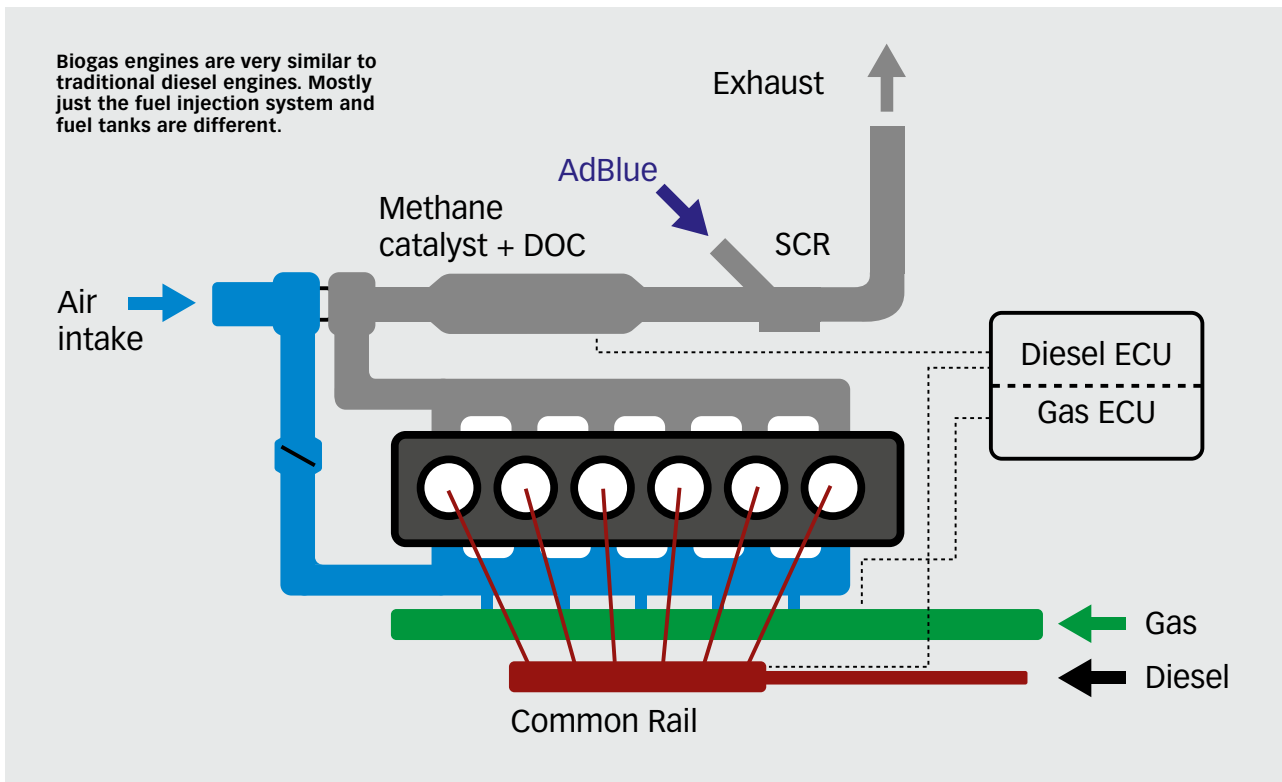 Biogas engines are very similar to
traditional diesel engines. Mostly
just the fuel injection system and
fuel tanks are different.
Exhaust
AdBlue
Methane
catalyst + DOC
SCR
Air
intake
Diesel ECU
Gas ECU
Gas
Diesel
Common Rail